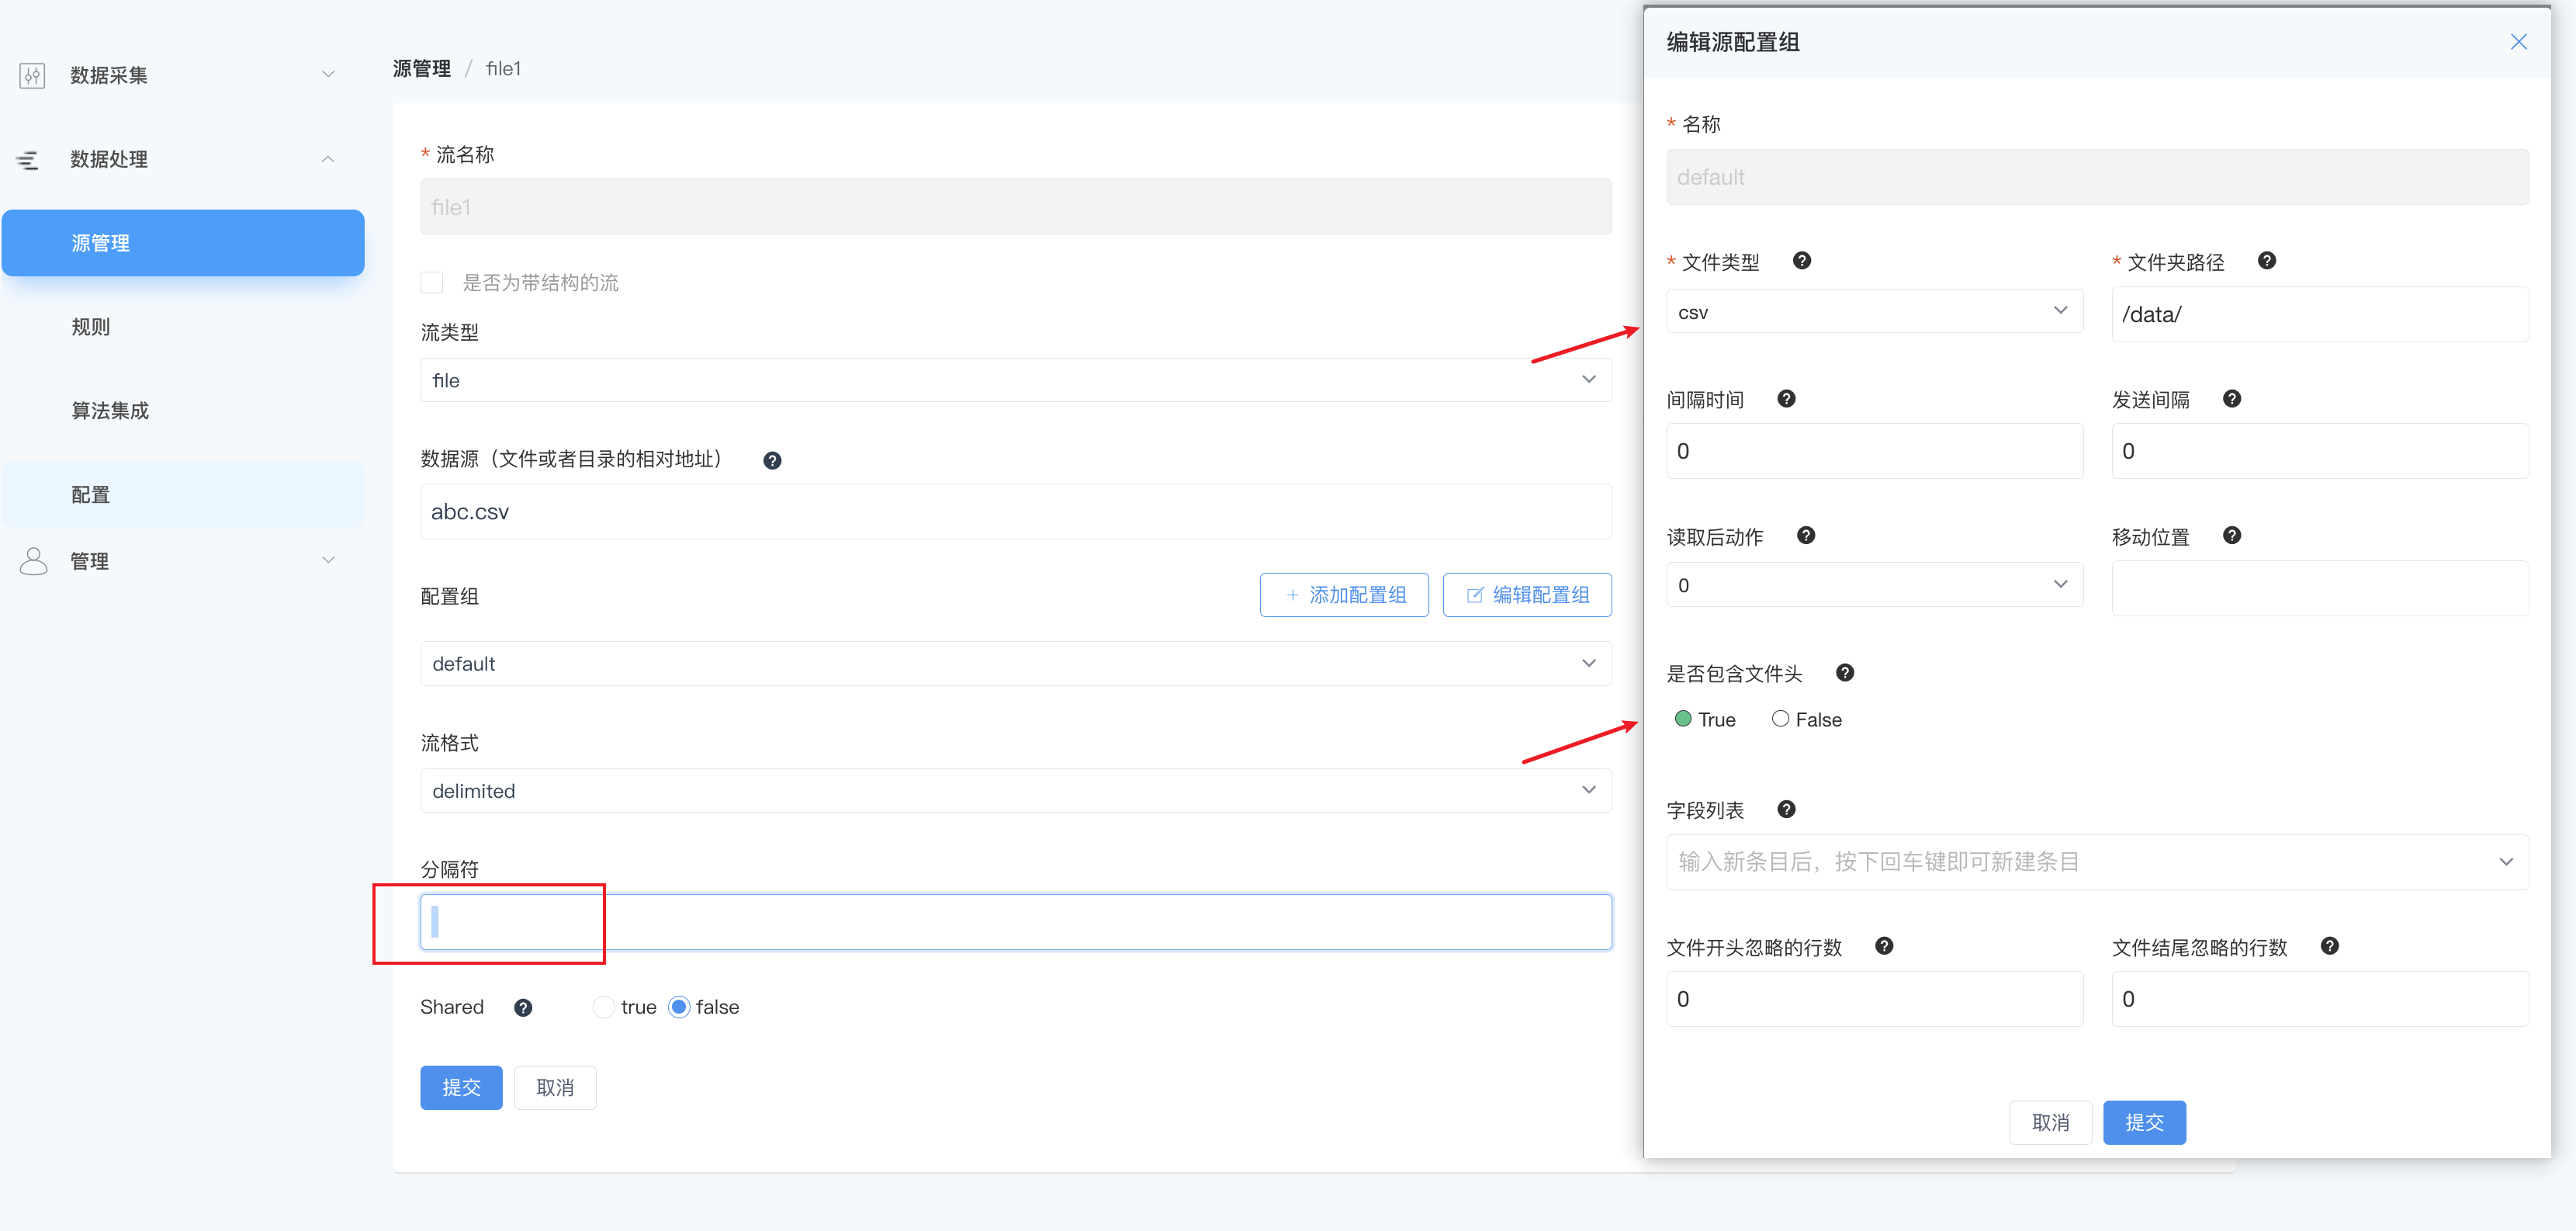 数据采集
数据处理
源管理
规则
算法集成
配置
管理
源管理 / file1
* 流名称
file1
是否为带结构的流
流类型
file
数据源（文件或者目录的相对地址）
abc.csv
配置组
+ 添加配置组
编辑配置组
default
流格式
delimited
分隔符
Shared
true
false
提交
取消
编辑源配置组
* 名称
default
* 文件类型
* 文件夹路径
csv
/data/
间隔时间
发送间隔
0
0
读取后动作
移动位置
0
是否包含文件头
True
False
字段列表
输入新条目后，按下回车键即可新建条目
文件开头忽略的行数
文件结尾忽略的行数
0
0
取消
提交